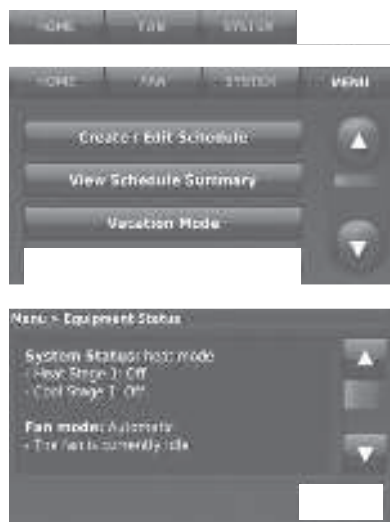 HOME FAN SYSTEM
HOME FAN SYSTEM MENU
Create / Edit Schedule
View Schedule Summary
Vacation Mode
Menu > Equipment Status
System Status: heat mode
- Heat Stage 1: Off
- Cool Stage 1: Off
Fan mode: Automatic
- The fan is currently idle